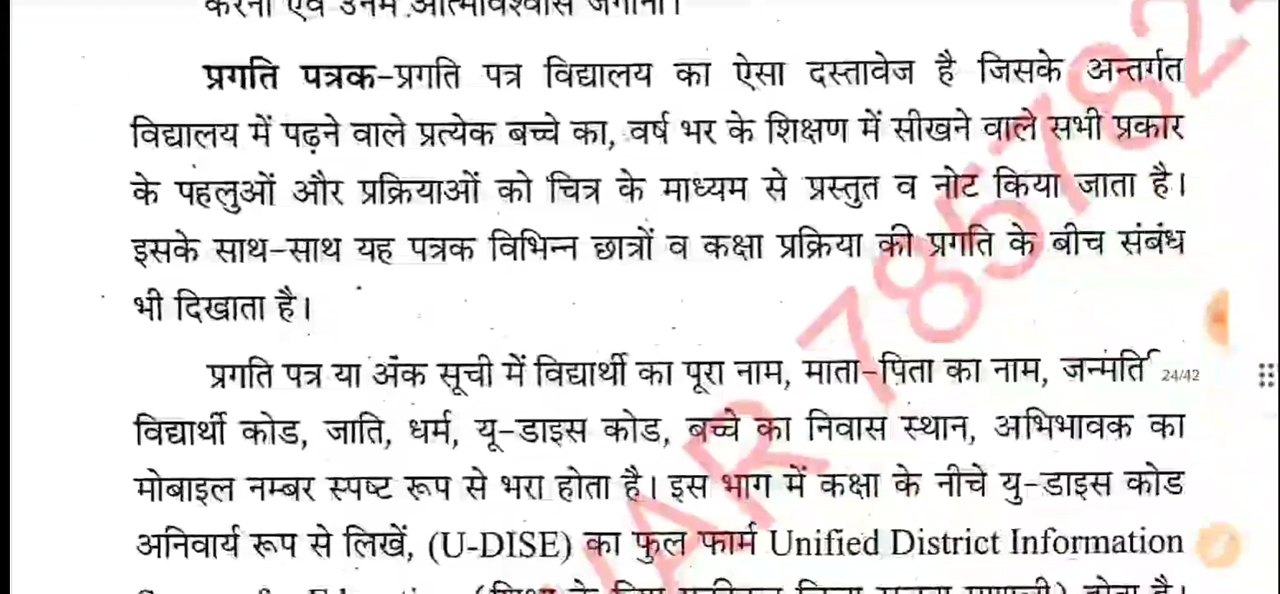 करना एवं उनमें आत्मविश्वास जगाना।
प्रगति पत्रक-प्रगति पत्र विद्यालय का ऐसा दस्तावेज है जिसके अन्तर्गत
विद्यालय में पढ़ने वाले प्रत्येक बच्चे का, वर्ष भर के शिक्षण में सीखने वाले सभी प्रकार
के पहलुओं और प्रक्रियाओं को चित्र के माध्यम से प्रस्तुत व नोट किया जाता है।
इसके साथ-साथ यह पत्रक विभिन्न छात्रों व कक्षा प्रक्रिया की प्रगति के बीच संबंध
भी दिखाता है।
प्रगति पत्र या अंक सूची में विद्यार्थी का पूरा नाम, माता-पिता का नाम,
24/42
विद्यार्थी कोड, जाति, धर्म, यू-डाइस कोड, बच्चे का निवास स्थान, अभिभावक का
मोबाइल नम्बर स्पष्ट रूप से भरा होता है। इस भाग में कक्षा के नीचे यु-डाइस कोड
अनिवार्य रूप से लिखें, (U-DISE) का फुल फार्म Unified District Information
AR 785782